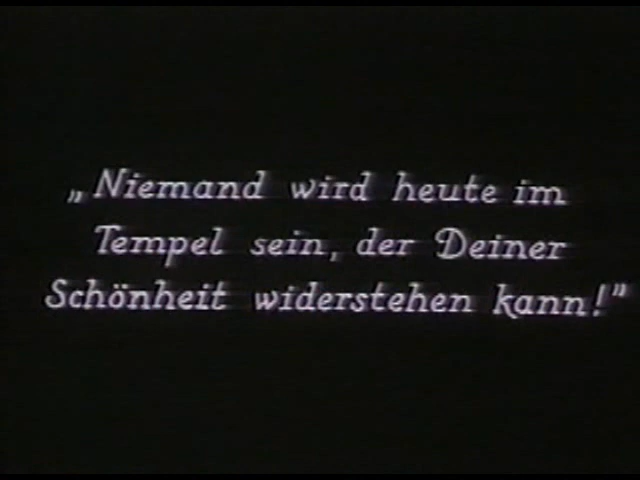 „Niemand wird heute im
Tempel sein, der Deiner
Schönheit widerstehen kann!"